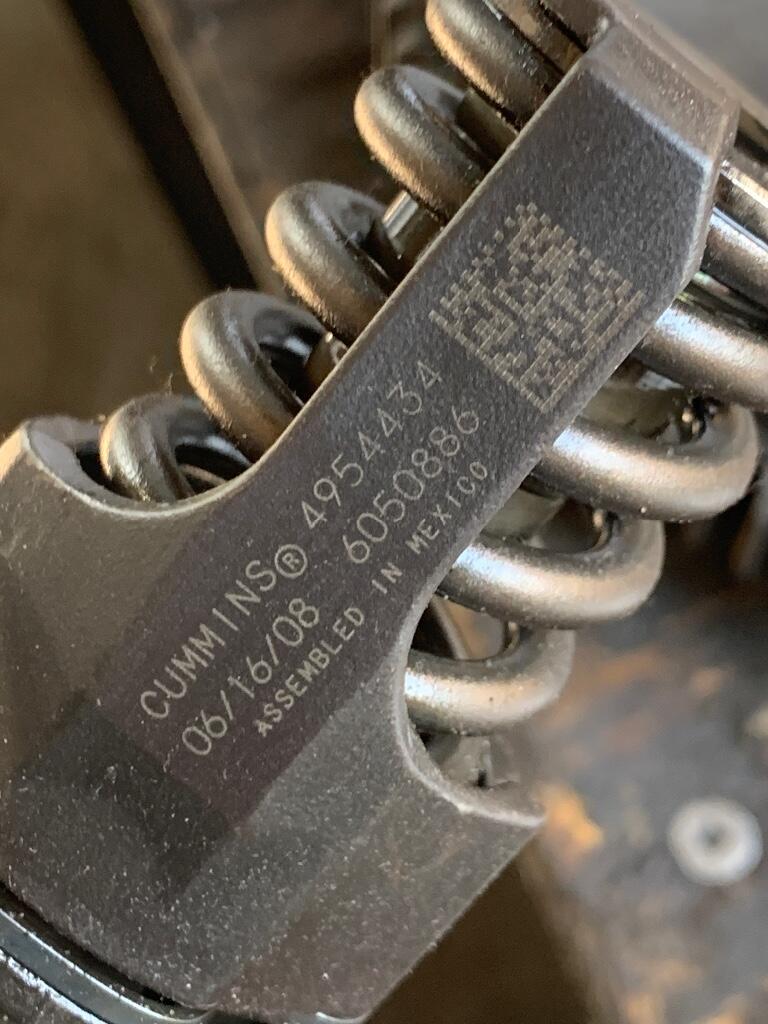 CUMMINS® 4954434
06/16/08 6050886
ASSEMBLED IN MEXICO